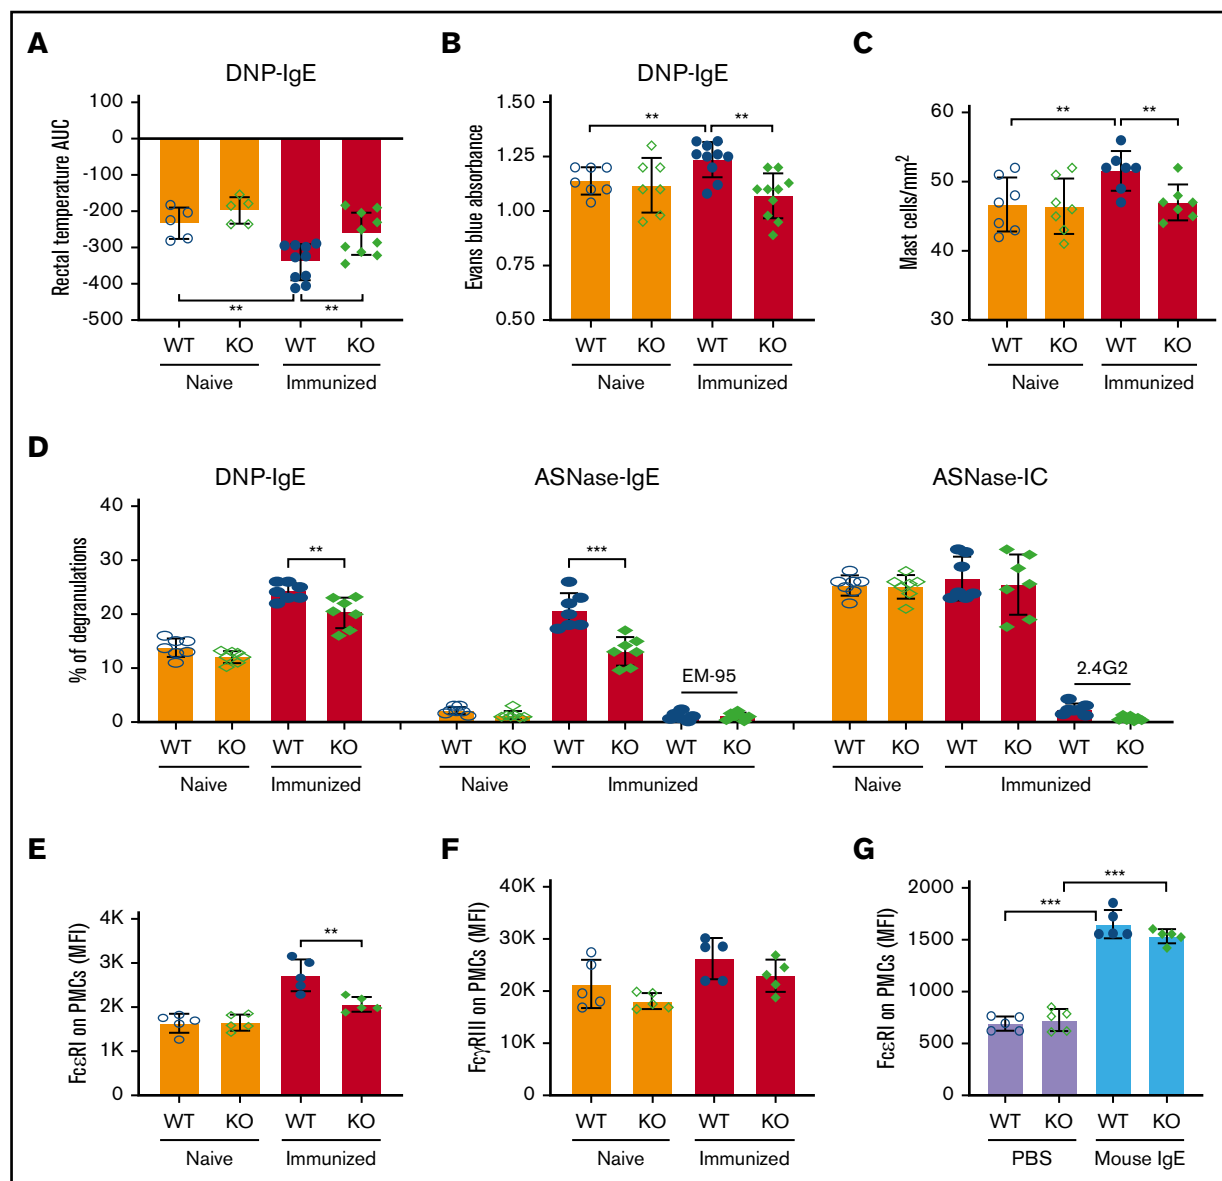 A
DNP-IgE
Rectal temperature AUC
100
0
-100
-200
-300
-400
-500
**
**
WT KO WT KO
Naive Immunized
B
DNP-IgE
Evans blue absorbance
1.50
1.25
1.00
0.75
0.50
**
**
WT KO WT KO
Naive Immunized
C
Mast cells/mm2
60
50
40
30
**
**
WT KO WT KO
Naive Immunized
D
DNP-IgE ASNase-IgE ASNase-IC
% of degranulations
40
30
20
10
0
**
***
EM-95
2.4G2
WT KO WT KO WT KO WT KO WT KO WT KO WT KO WT KO
Naive Immunized Naive Immunized Naive Immunized
E
FcεRI on PMCs (MFI)
4K
3K
2K
1K
0
**
WT KO WT KO
Naive Immunized
F
FcγRIII on PMCs (MFI)
40K
30K
20K
10K
0
WT KO WT KO
Naive Immunized
G
FcεRI on PMCs (MFI)
2000
1500
1000
500
0
***
***
WT KO WT KO
PBS Mouse IgE